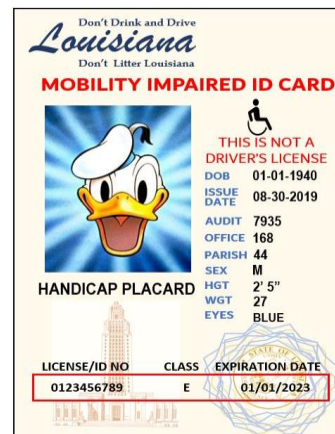 Don't Drink and Drive
Louisiana
Don't Litter Louisiana
MOBILITY IMPAIRED ID CARD
THIS IS NOT A
DRIVER'S LICENSE
DOB 01-01-1940
ISSUE DATE 08-30-2019
AUDIT 7935
OFFICE 168
PARISH 44
SEX M
HGT 2' 5"
WGT 27
EYES BLUE
HANDICAP PLACARD
LICENSE/ID NO CLASS EXPIRATION DATE
0123456789 E 01/01/2023
STATE OF